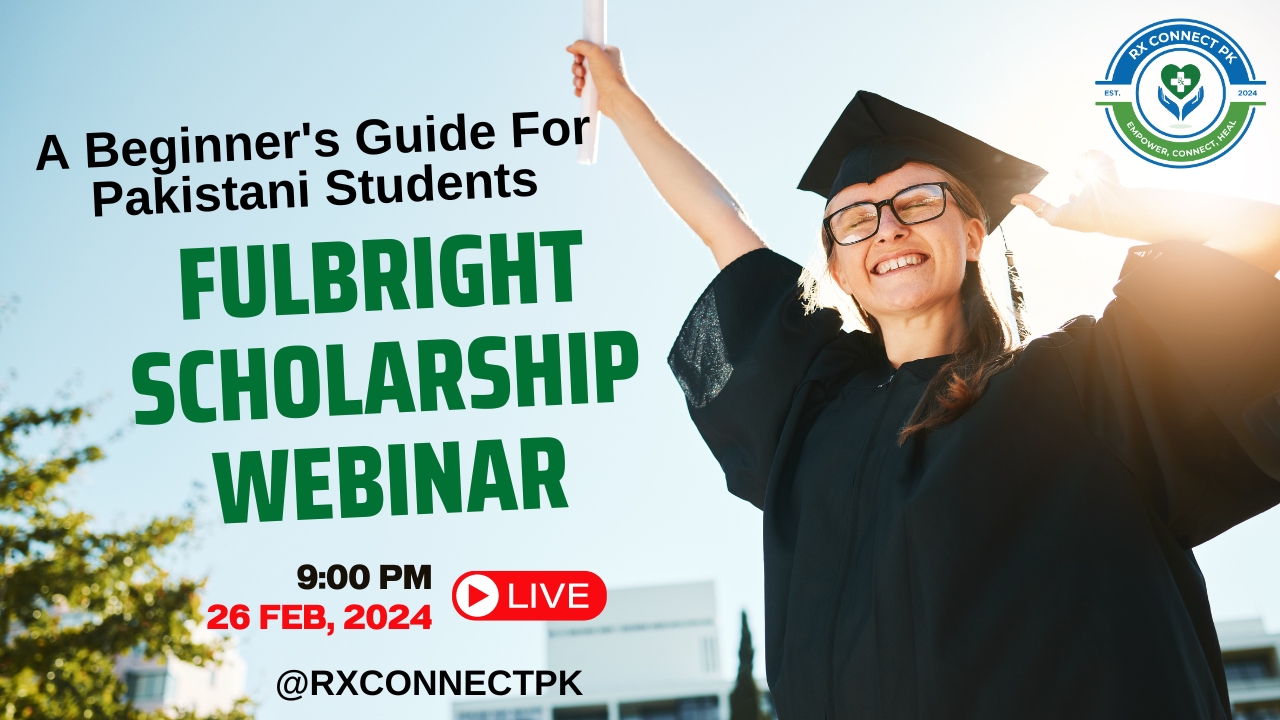 A Beginner's Guide For
Pakistani Students
FULBRIGHT
SCHOLARSHIP
WEBINAR
9:00 PM
26 FEB, 2024
LIVE
@RXCONNECTPK
RX CONNECT PK
EST. 2024
EMPOWER, CONNECT, HEAL